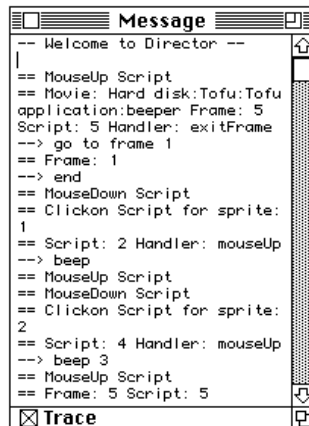 Message
-- Welcome to Director --
== MouseUp Script
== Movie: Hard disk:Tofu:Tofu
application:beeper Frame: 5
Script: 5 Handler: exitFrame
--> go to frame 1
== Frame: 1
--> end
== MouseDown Script
== Clickon Script for sprite:
1
== Script: 2 Handler: mouseUp
--> beep
== MouseUp Script
== MouseDown Script
== Clickon Script for sprite:
2
== Script: 4 Handler: mouseUp
--> beep 3
== MouseUp Script
== Frame: 5 Script: 5
Trace